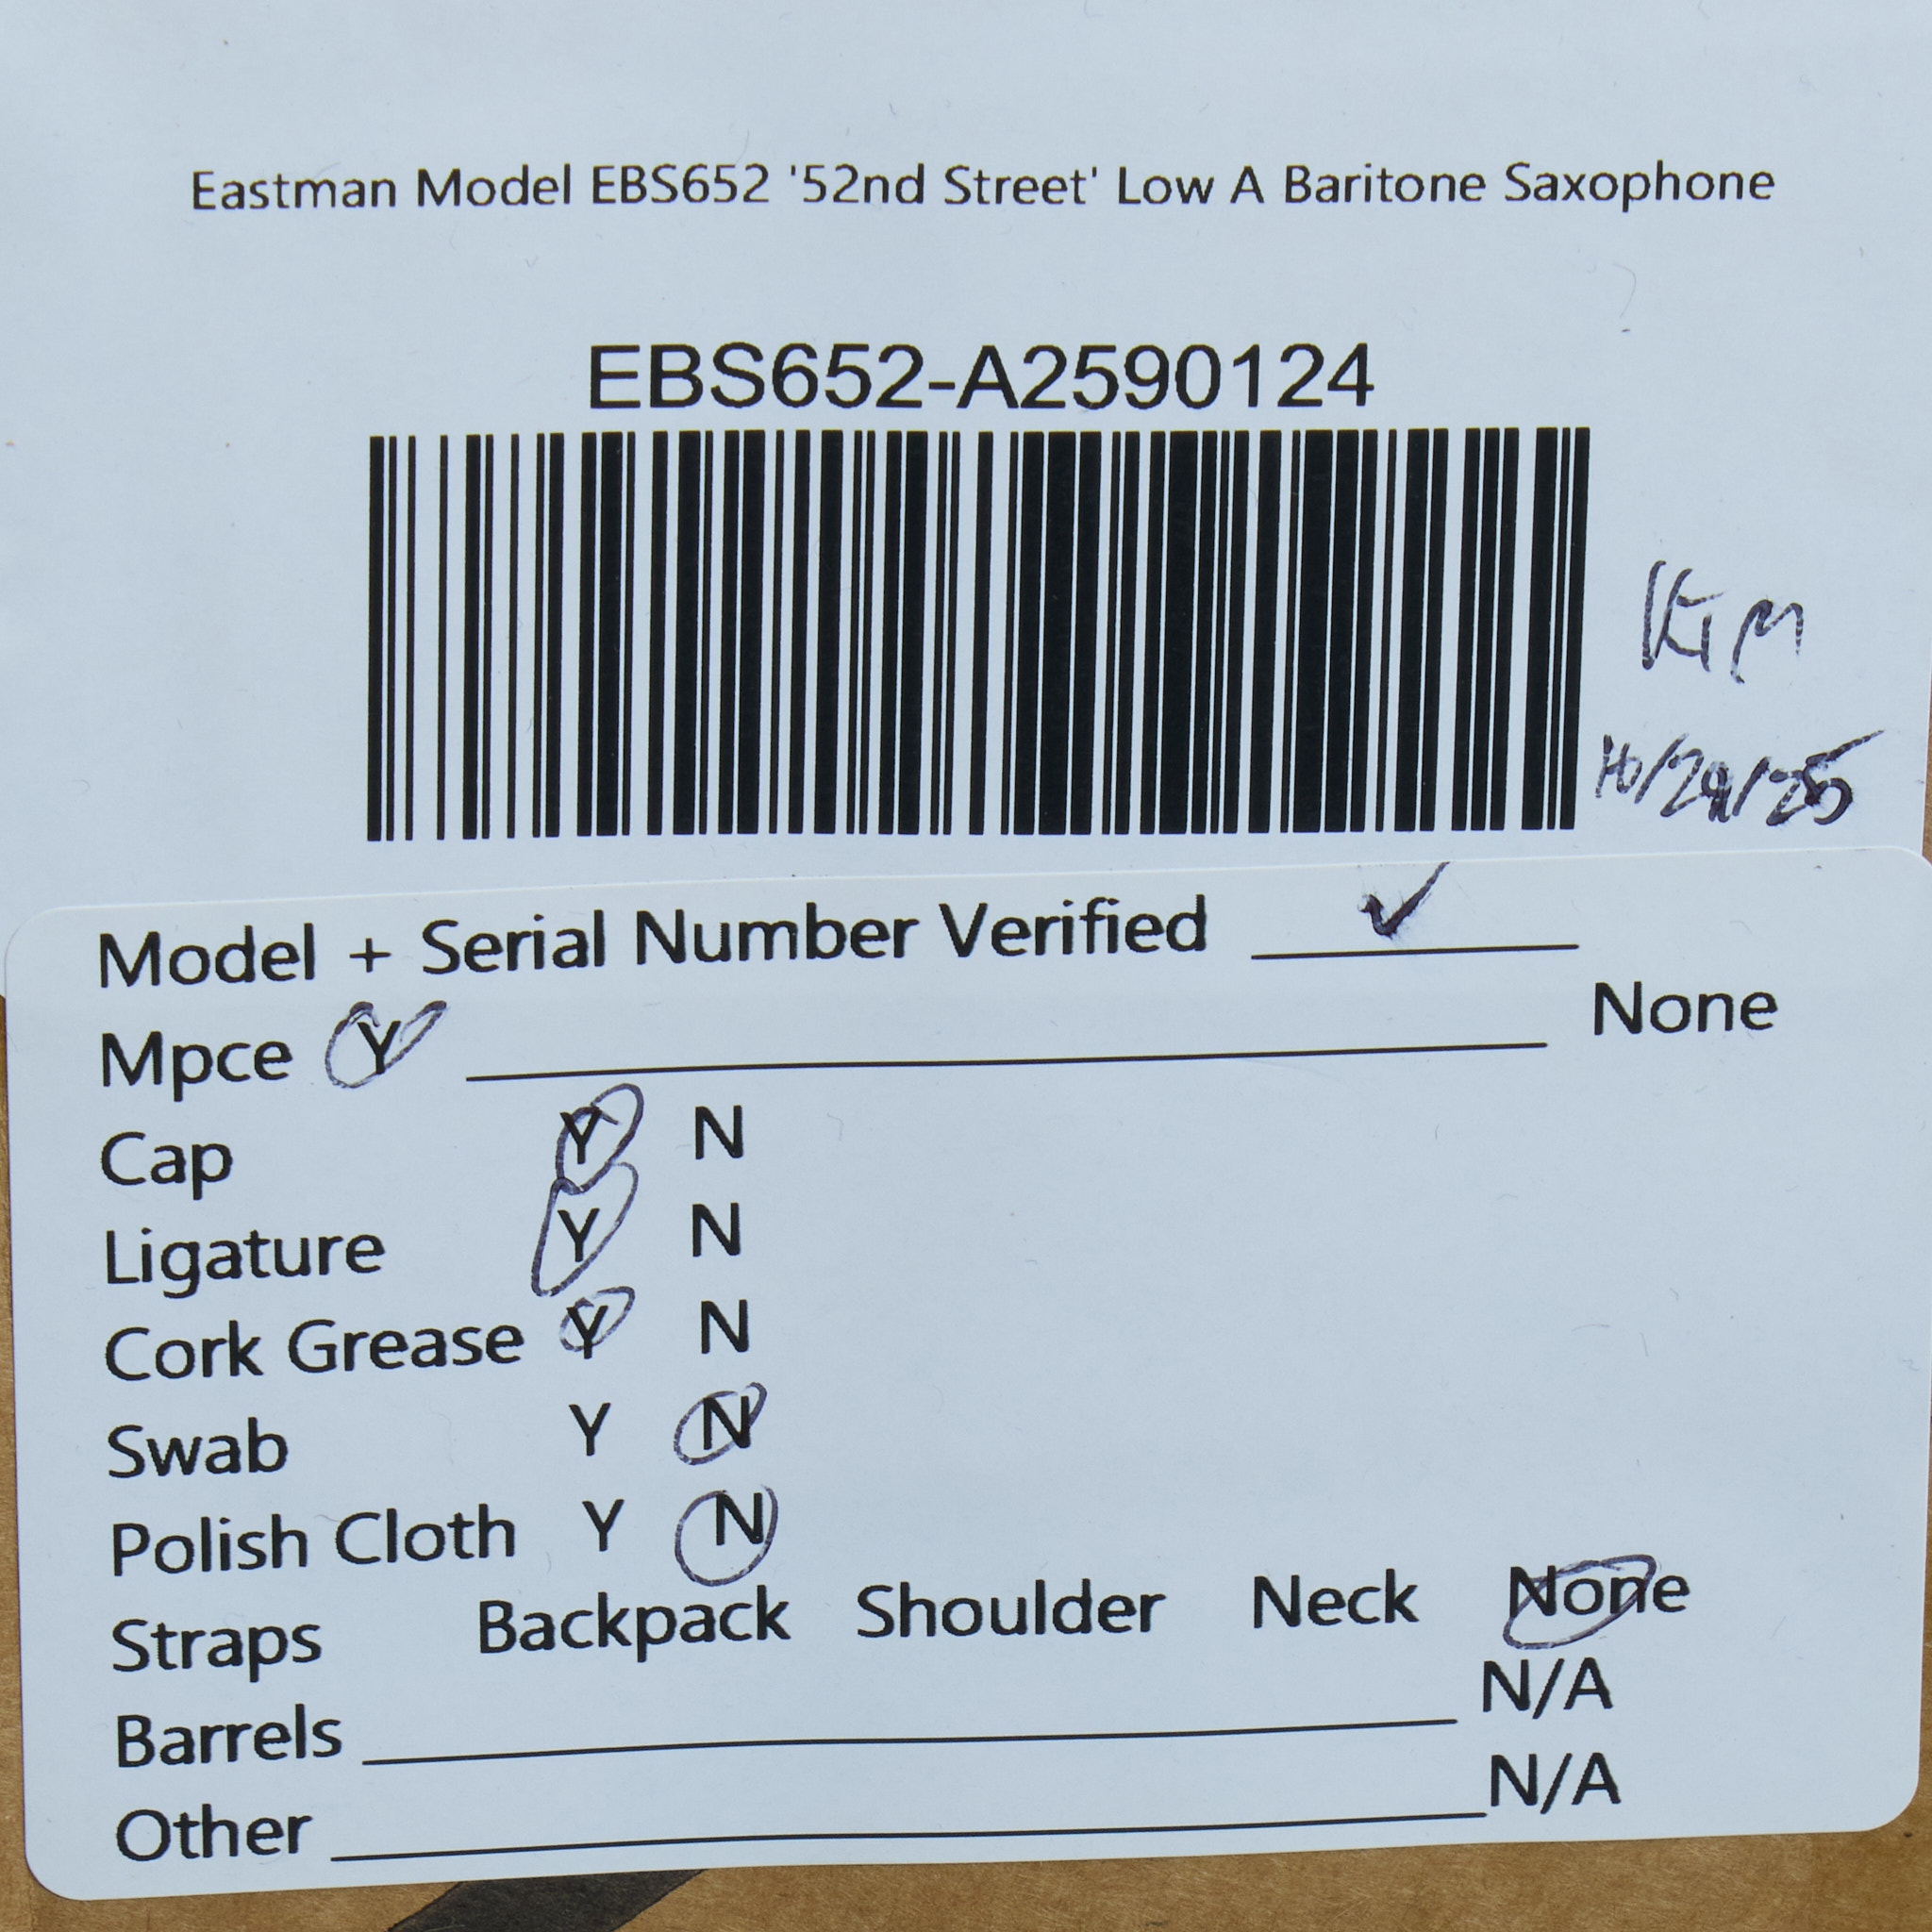 Eastman Model EBS652 '52nd Street' Low A Baritone Saxophone
EBS652-A2590124
Kim
10/29/25
Model + Serial Number Verified ✓
Mpce Y None
Cap Y N
Ligature Y N
Cork Grease Y N
Swab Y N
Polish Cloth Y N
Straps Backpack Shoulder Neck None
Barrels N/A
Other N/A